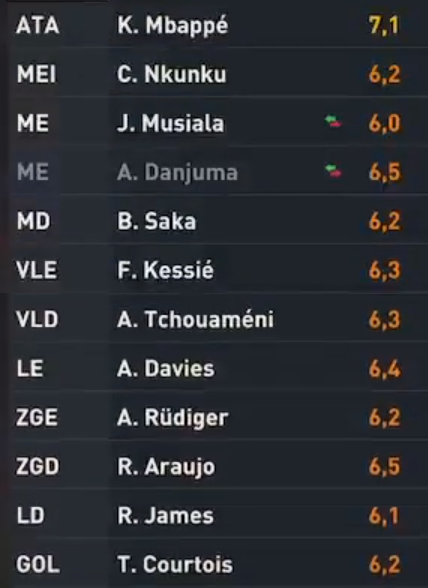 ATA K. Mbappé 7,1
MEI C. Nkunku 6,2
ME J. Musiala 6,0
ME A. Danjuma 6,5
MD B. Saka 6,2
VLE F. Kessié 6,3
VLD A. Tchouaméni 6,3
LE A. Davies 6,4
ZGE A. Rüdiger 6,2
ZGD R. Araujo 6,5
LD R. James 6,1
GOL T. Courtois 6,2